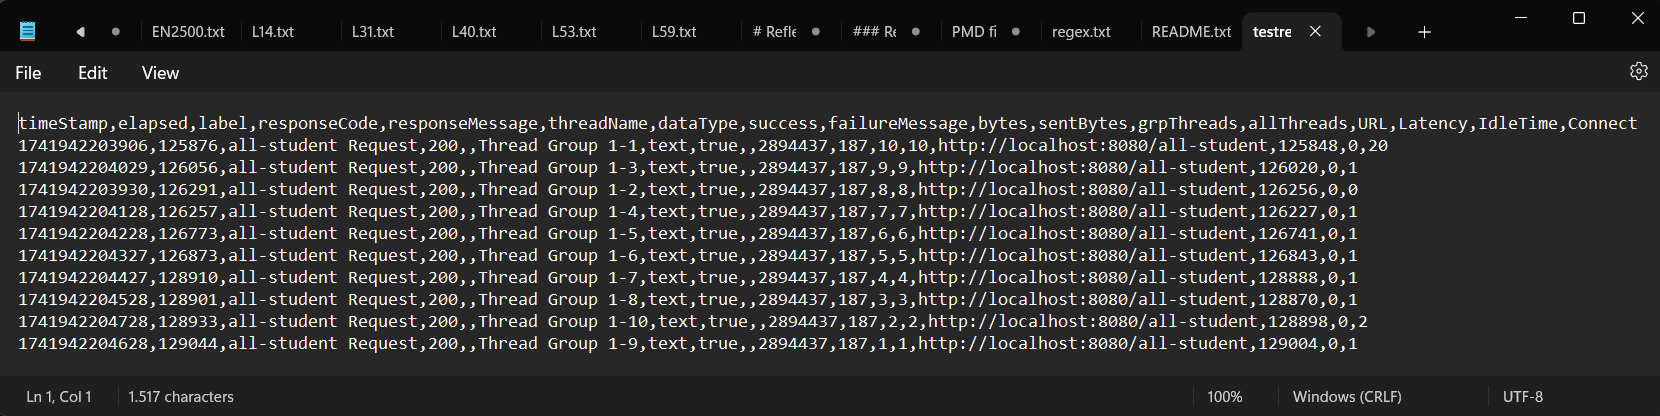 EN2500.txt L14.txt L31.txt L40.txt L53.txt L59.txt # Refle ### Re PMD fi regex.txt README.txt testre
File Edit View
timeStamp,elapsed,label,responseCode,responseMessage,threadName,dataType,success,failureMessage,bytes,sentBytes,grpThreads,allThreads,URL,Latency,IdleTime,Connect
1741942203906,125876,all-student Request,200,,Thread Group 1-1,text,true,,2894437,187,10,10,http://localhost:8080/all-student,125848,0,20
1741942204029,126056,all-student Request,200,,Thread Group 1-3,text,true,,2894437,187,9,9,http://localhost:8080/all-student,126020,0,1
1741942203930,126291,all-student Request,200,,Thread Group 1-2,text,true,,2894437,187,8,8,http://localhost:8080/all-student,126256,0,0
1741942204128,126257,all-student Request,200,,Thread Group 1-4,text,true,,2894437,187,7,7,http://localhost:8080/all-student,126227,0,1
1741942204228,126773,all-student Request,200,,Thread Group 1-5,text,true,,2894437,187,6,6,http://localhost:8080/all-student,126741,0,1
1741942204327,126873,all-student Request,200,,Thread Group 1-6,text,true,,2894437,187,5,5,http://localhost:8080/all-student,126843,0,1
1741942204427,128910,all-student Request,200,,Thread Group 1-7,text,true,,2894437,187,4,4,http://localhost:8080/all-student,128888,0,1
1741942204528,128901,all-student Request,200,,Thread Group 1-8,text,true,,2894437,187,3,3,http://localhost:8080/all-student,128870,0,1
1741942204728,128933,all-student Request,200,,Thread Group 1-10,text,true,,2894437,187,2,2,http://localhost:8080/all-student,128898,0,2
1741942204628,129044,all-student Request,200,,Thread Group 1-9,text,true,,2894437,187,1,1,http://localhost:8080/all-student,129004,0,1
Ln 1, Col 1 1.517 characters 100% Windows (CRLF) UTF-8